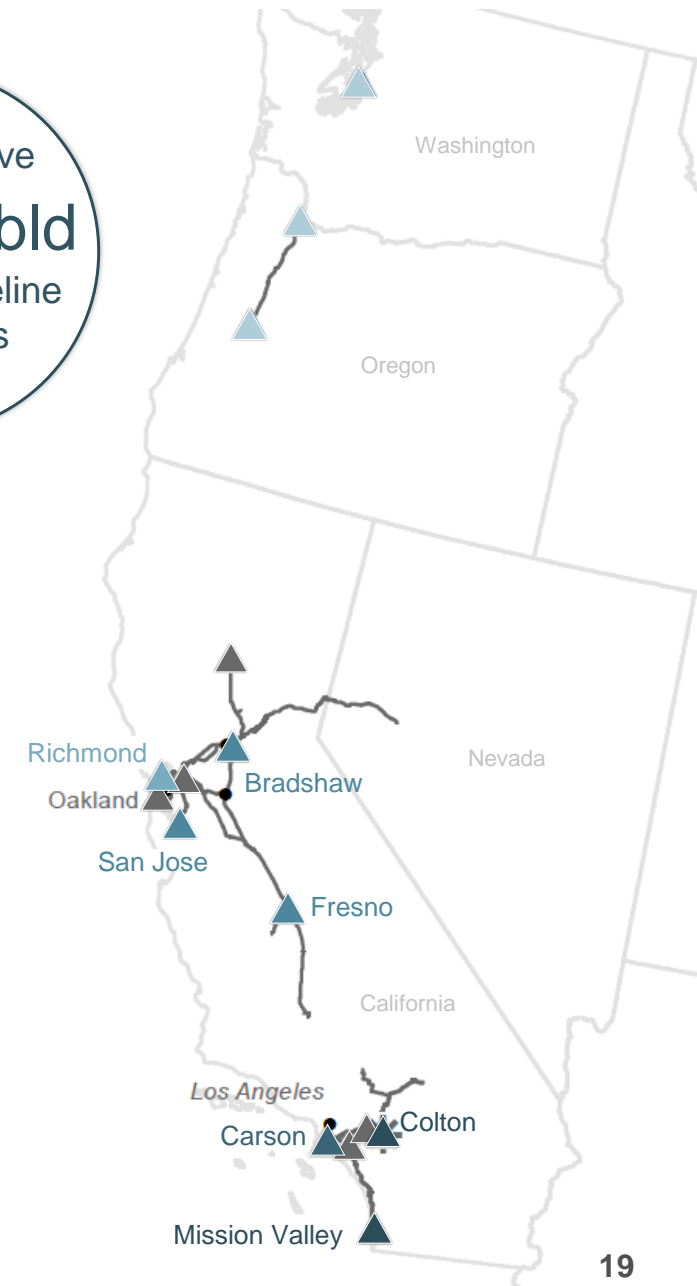 ve
bld
eline
s
Washington
Oregon
Nevada
Richmond
Oakland
Bradshaw
San Jose
Fresno
California
Los Angeles
Colton
Carson
Mission Valley
19